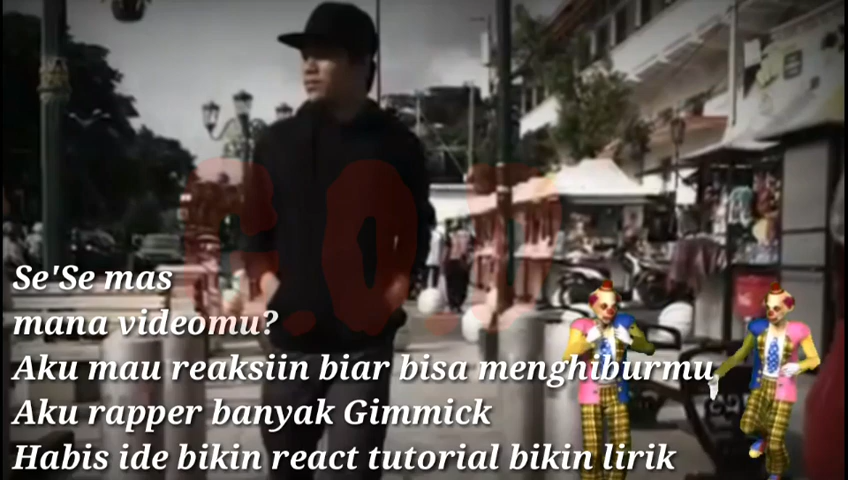 G.O.D
Se'Se mas
mana videomu?
Aku mau reaksiin biar bisa menghiburmu
Aku rapper banyak Gimmick
Habis ide bikin react tutorial bikin lirik